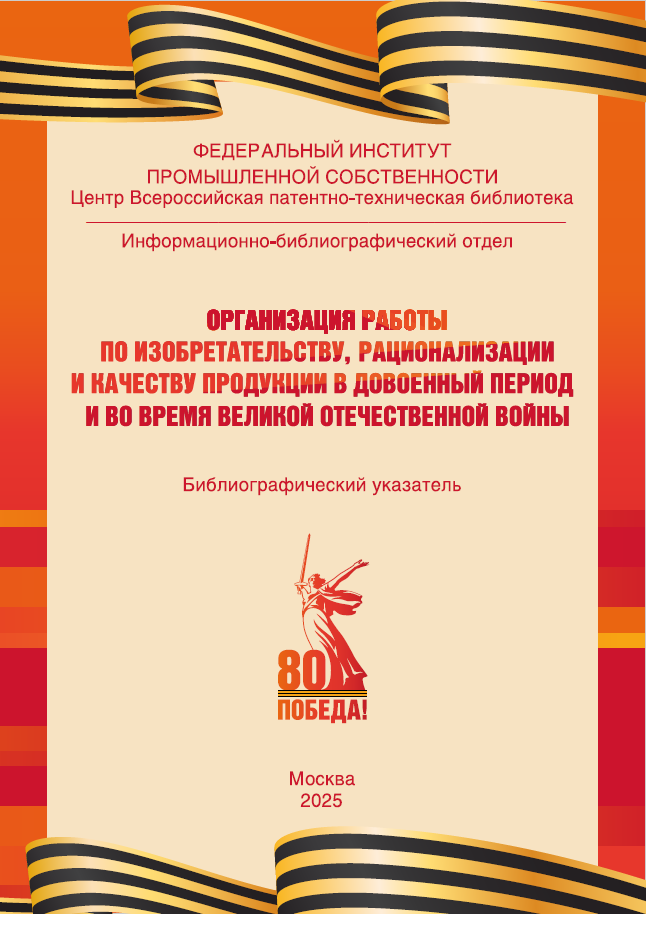 ФЕДЕРАЛЬНЫЙ ИНСТИТУТ
ПРОМЫШЛЕННОЙ СОБСТВЕННОСТИ
Центр Всероссийская патентно-техническая библиотека
Информационно-библиографический отдел
ОРГАНИЗАЦИЯ РАБОТЫ
ПО ИЗОБРЕТАТЕЛЬСТВУ, РАЦИОНАЛИЗАЦИИ
И КАЧЕСТВУ ПРОДУКЦИИ В ДОВОЕННЫЙ ПЕРИОД
И ВО ВРЕМЯ ВЕЛИКОЙ ОТЕЧЕСТВЕННОЙ ВОЙНЫ
Библиографический указатель
80
ПОБЕДА!
Москва
2025